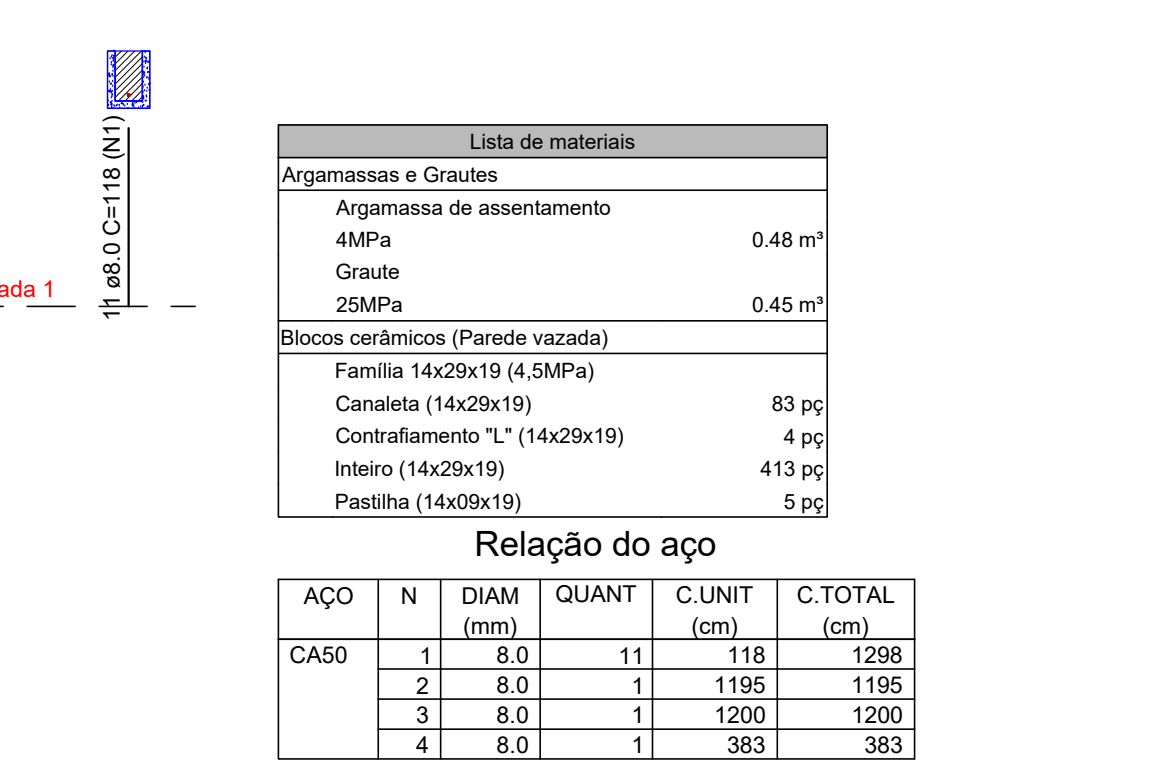 11 ø8.0 C=118 (N1)
ada 1
Lista de materiais
Argamassas e Grautes
Argamassa de assentamento
4MPa 0.48 m³
Graute
25MPa 0.45 m³
Blocos cerâmicos (Parede vazada)
Família 14x29x19 (4,5MPa)
Canaleta (14x29x19) 83 pç
Contrafiamento "L" (14x29x19) 4 pç
Inteiro (14x29x19) 413 pç
Pastilha (14x09x19) 5 pç
Relação do aço
AÇO N DIAM QUANT C.UNIT C.TOTAL
(mm) (cm) (cm)
CA50 1 8.0 11 118 1298
2 8.0 1 1195 1195
3 8.0 1 1200 1200
4 8.0 1 383 383